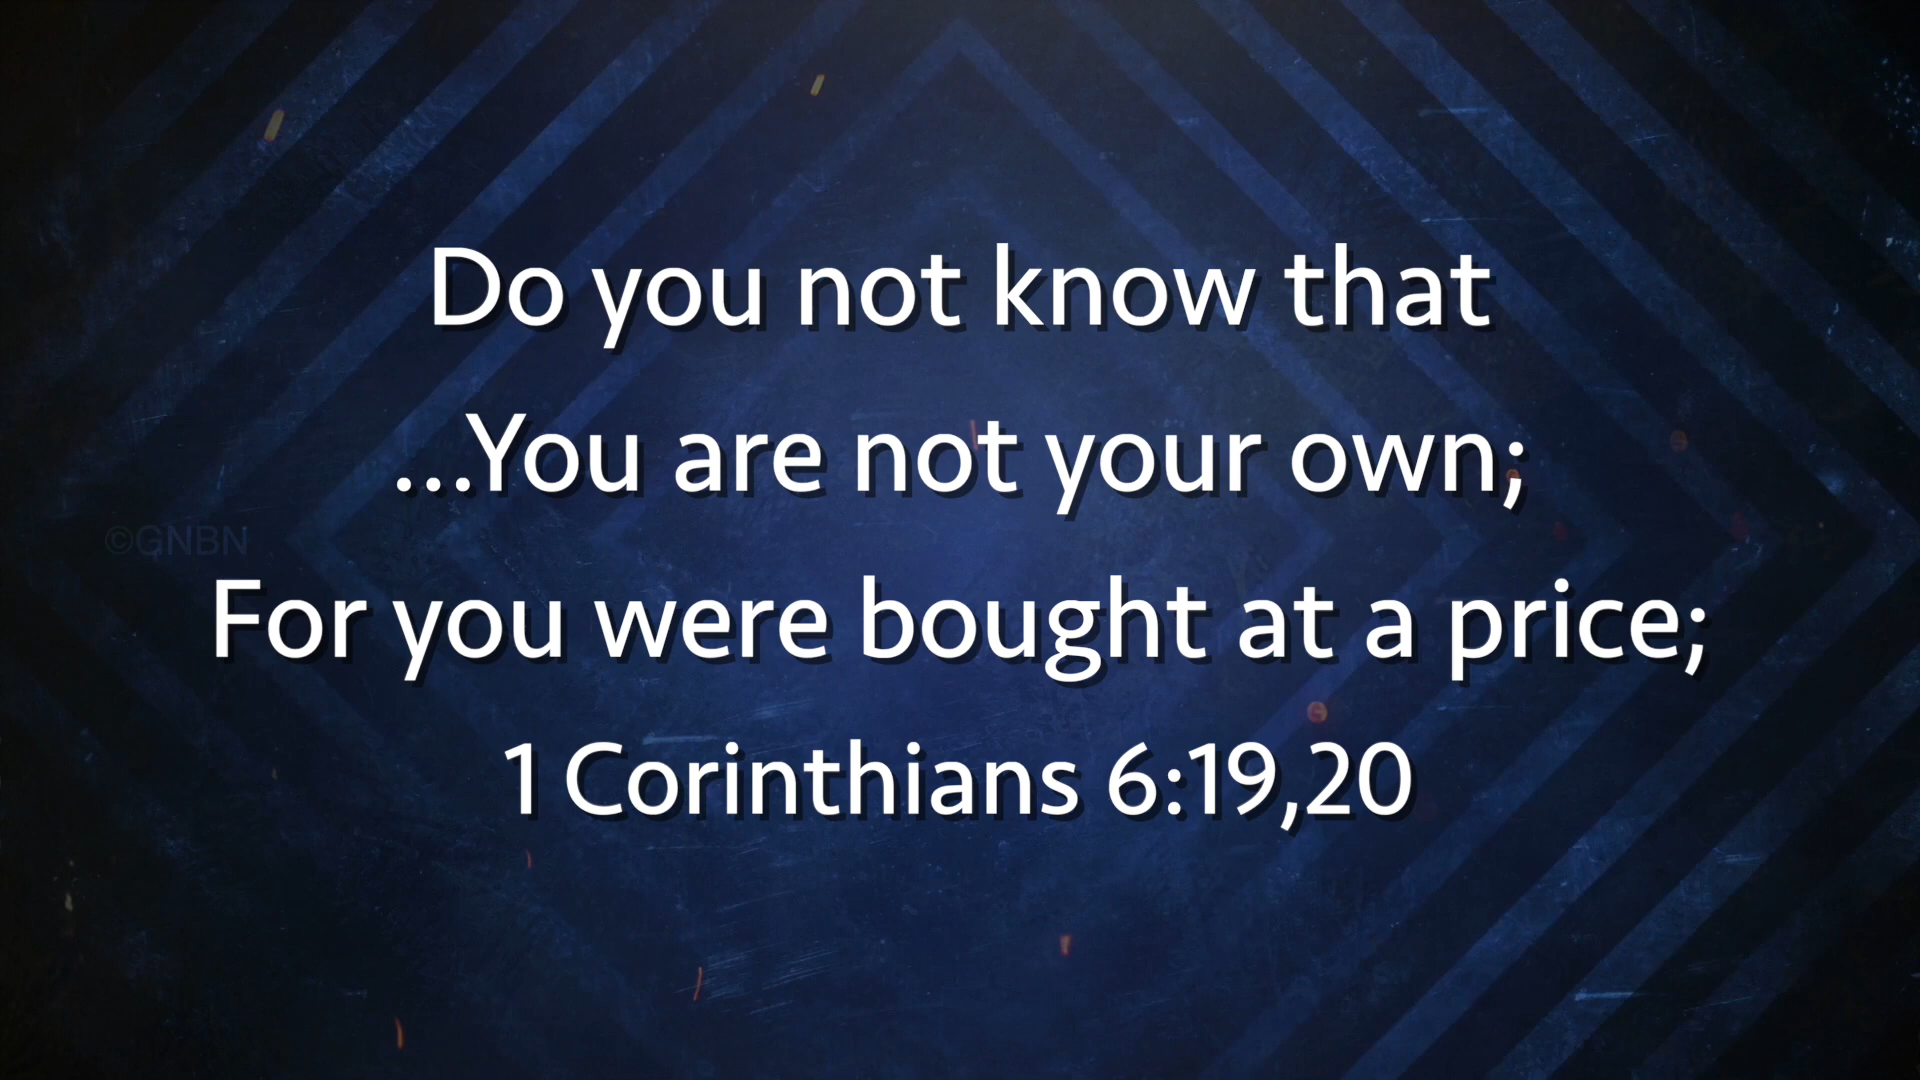 Do you not know that
...You are not your own;
©GNBN
For you were bought at a price;
1 Corinthians 6:19,20